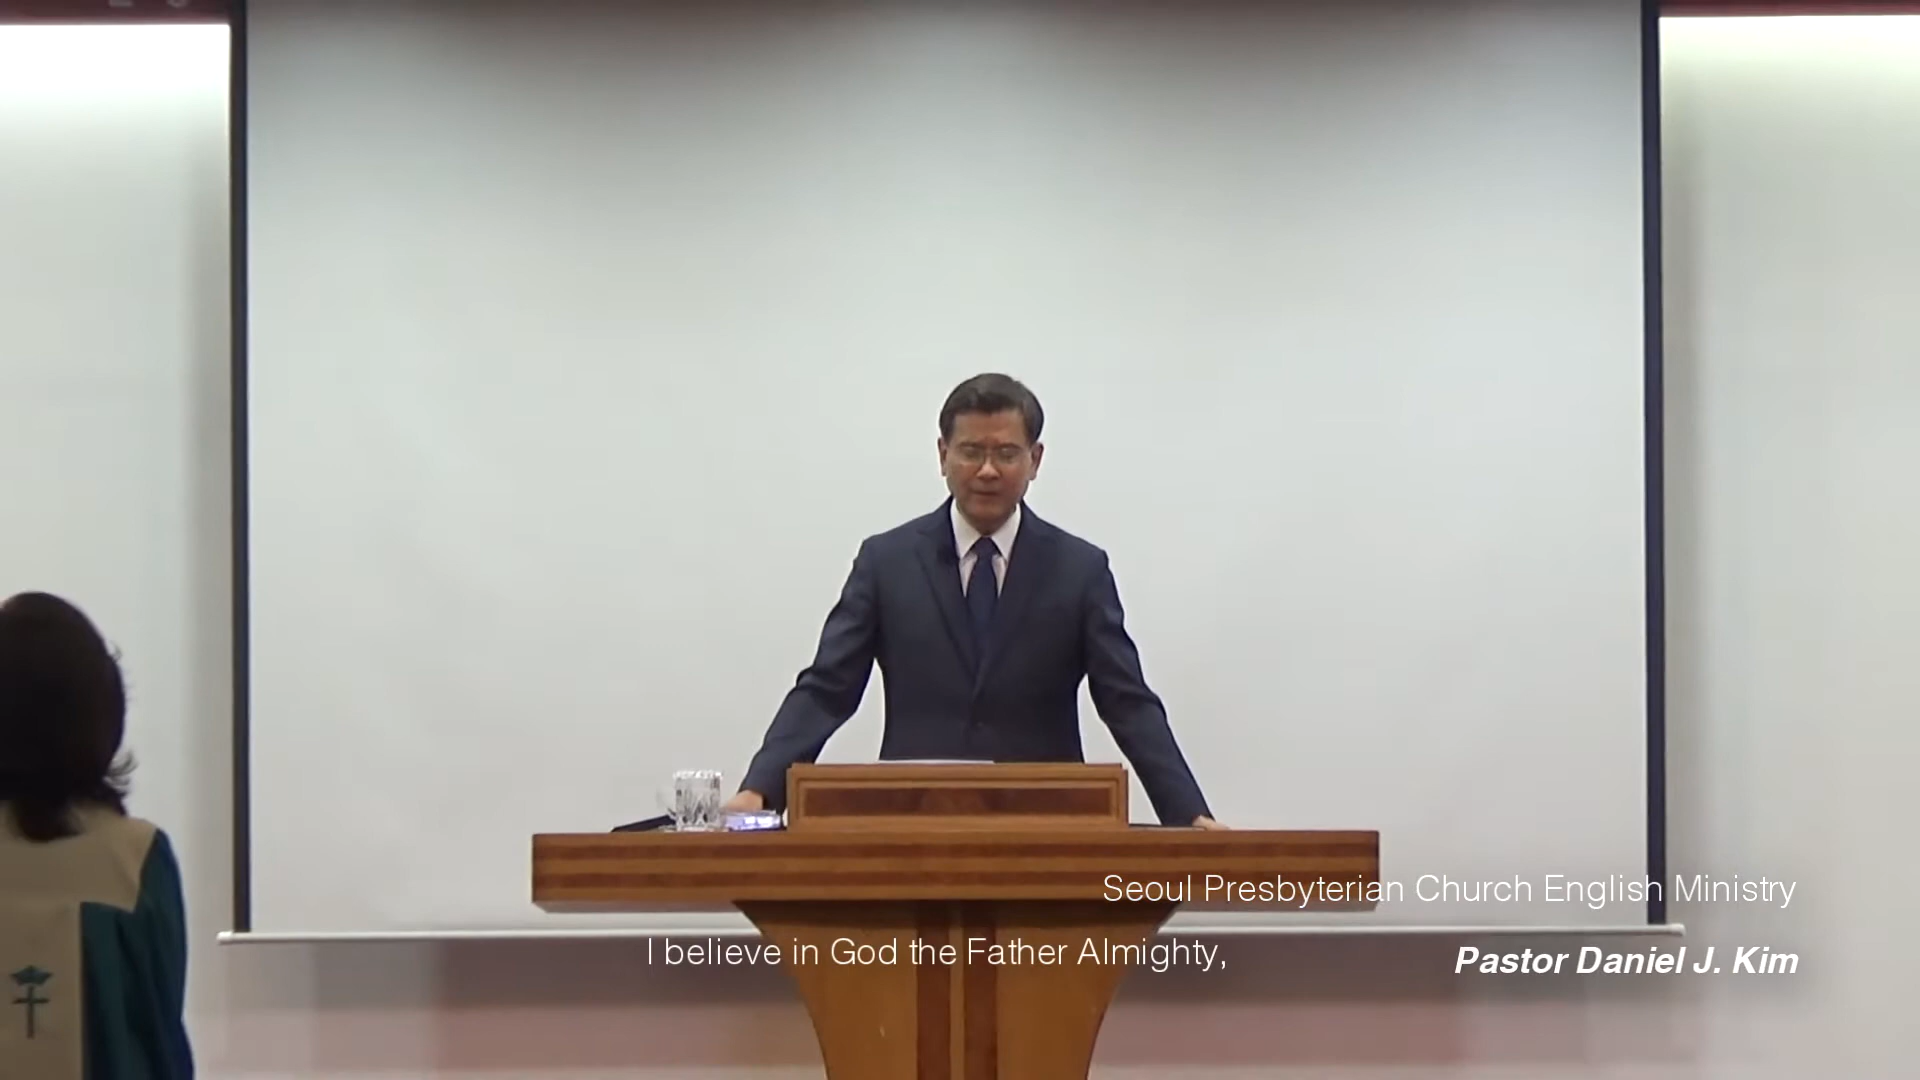 Seoul Presbyterian Church English Ministry
I believe in God the Father Almighty,
Pastor Daniel J. Kim